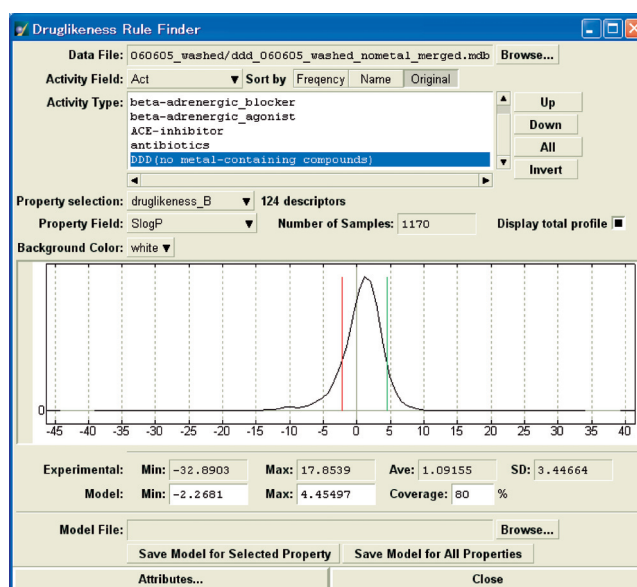 Druglikeness Rule Finder
Data File: 060605_washed/ddd_060605_washed_nometal_merged.mdb Browse...
Activity Field: Act Sort by Freqency Name Original
Activity Type: beta-adrenergic_blocker
beta-adrenergic_agonist
ACE-inhibitor
antibiotics
DDD(no metal-containing compounds)
Up
Down
All
Invert
Property selection: druglikeness_B 124 descriptors
Property Field: SlogP Number of Samples: 1170 Display total profile
Background Color: white
0
-45 -40 -35 -30 -25 -20 -15 -10 -5 0 5 10 15 20 25 30 35 40
Experimental: Min: -32.8903 Max: 17.8539 Ave: 1.09155 SD: 3.44664
Model: Min: -2.2681 Max: 4.45497 Coverage: 80 %
Model File: Browse...
Save Model for Selected Property Save Model for All Properties
Attributes... Close